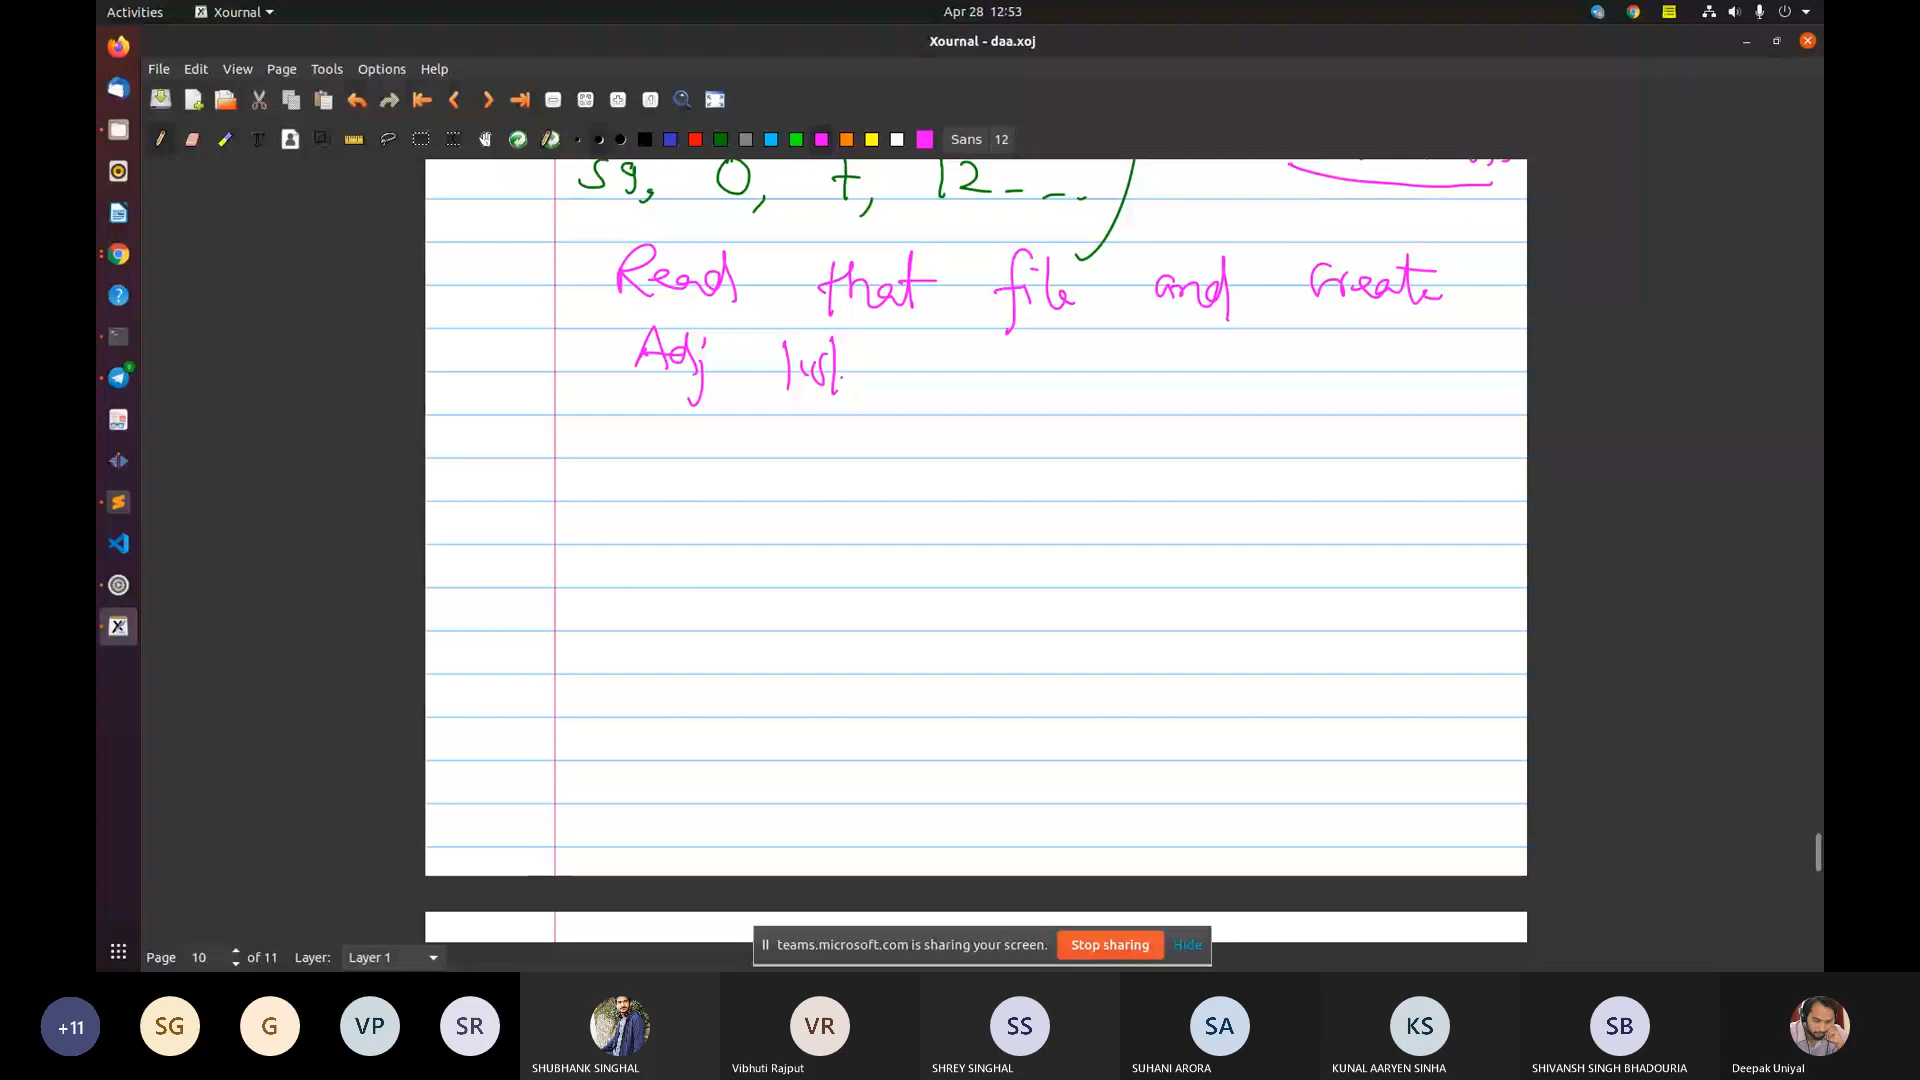 Activities Xournal Apr 28 12:53
Xournal - daa.xoj
File Edit View Page Tools Options Help
Sans 12
59, 0, 7, 12 - - -.
Read that file and create
Adj list.
Page 10 of 11 Layer: Layer 1
teams.microsoft.com is sharing your screen. Stop sharing Hide
+11 SG G VP SR VR SS SA KS SB
SHUBHANK SINGHAL Vibhuti Rajput SHREY SINGHAL SUHANI ARORA KUNAL AARYEN SINHA SHIVANSH SINGH BHADOURIA Deepak Uniyal